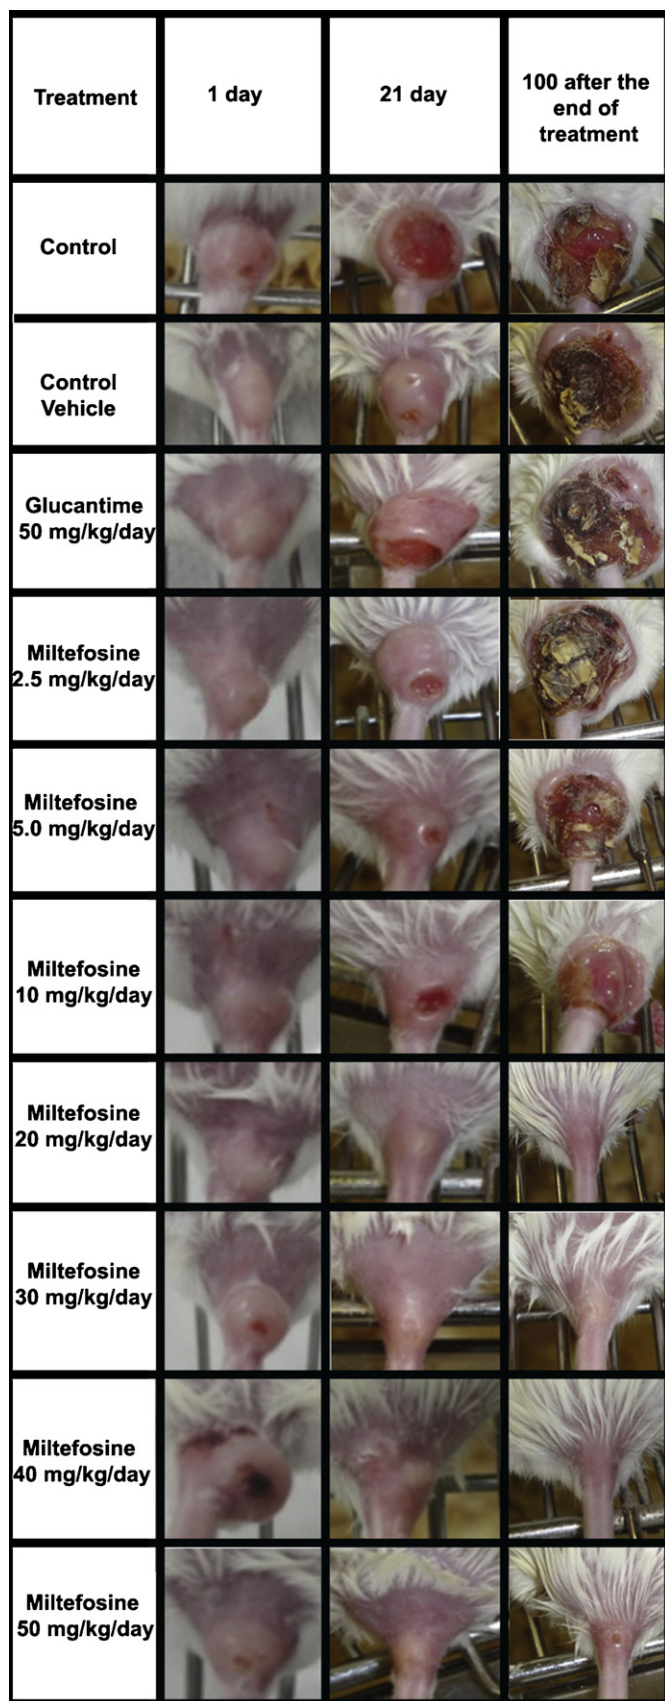 Treatment
1 day
21 day
100 after the
end of
treatment
Control
Control
Vehicle
Glucantime
50 mg/kg/day
Miltefosine
2.5 mg/kg/day
Miltefosine
5.0 mg/kg/day
Miltefosine
10 mg/kg/day
Miltefosine
20 mg/kg/day
Miltefosine
30 mg/kg/day
Miltefosine
40 mg/kg/day
Miltefosine
50 mg/kg/day